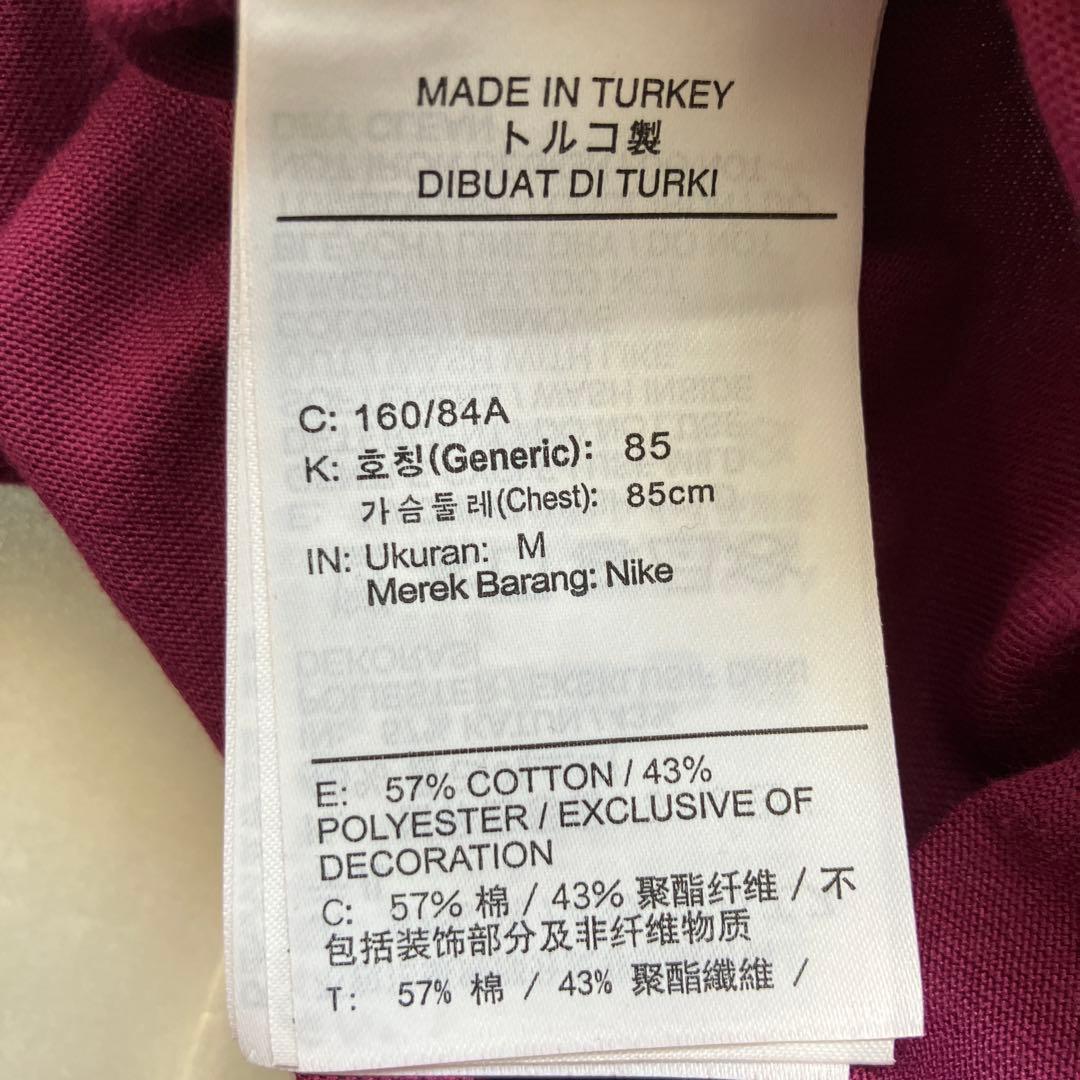 MADE IN TURKEY
トルコ製
DIBUAT DI TURKI
C: 160/84A
K: 호칭(Generic): 85
가슴둘레(Chest): 85cm
IN: Ukuran: M
Merek Barang: Nike
E: 57% COTTON / 43%
POLYESTER / EXCLUSIVE OF
DECORATION
C: 57% 棉 / 43% 聚酯纤维 / 不
包括装饰部分及非纤维物质
T: 57% 棉 / 43% 聚酯纖維 /